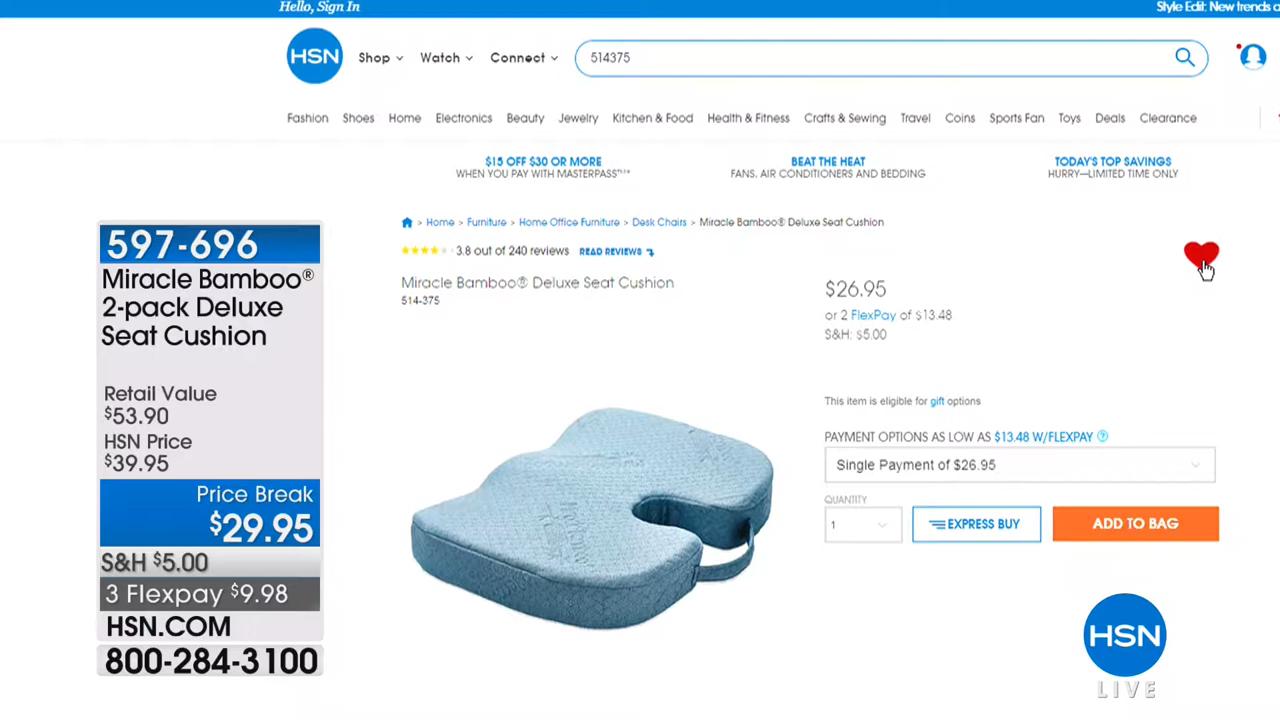 Hello, Sign In
Style Edit: New trends a
HSN
Shop
Watch
Connect
514375
Fashion
Shoes
Home
Electronics
Beauty
Jewelry
Kitchen & Food
Health & Fitness
Crafts & Sewing
Travel
Coins
Sports Fan
Toys
Deals
Clearance
$15 OFF $30 OR MORE
WHEN YOU PAY WITH MASTERPASS
BEAT THE HEAT
FANS, AIR CONDITIONERS AND BEDDING
TODAY'S TOP SAVINGS
HURRY—LIMITED TIME ONLY
597-696
Miracle Bamboo®
2-pack Deluxe
Seat Cushion
Retail Value
$53.90
HSN Price
$39.95
Price Break
$29.95
S&H $5.00
3 Flexpay $9.98
HSN.COM
800-284-3100
> Home > Furniture > Home Office Furniture > Desk Chairs > Miracle Bamboo® Deluxe Seat Cushion
3.8 out of 240 reviews READ REVIEWS
Miracle Bamboo® Deluxe Seat Cushion
514-375
$26.95
or 2 FlexPay of $13.48
S&H: $5.00
This item is eligible for gift options
PAYMENT OPTIONS AS LOW AS $13.48 W/FLEXPAY ?
Single Payment of $26.95
QUANTITY
1
EXPRESS BUY
ADD TO BAG
HSN
LIVE